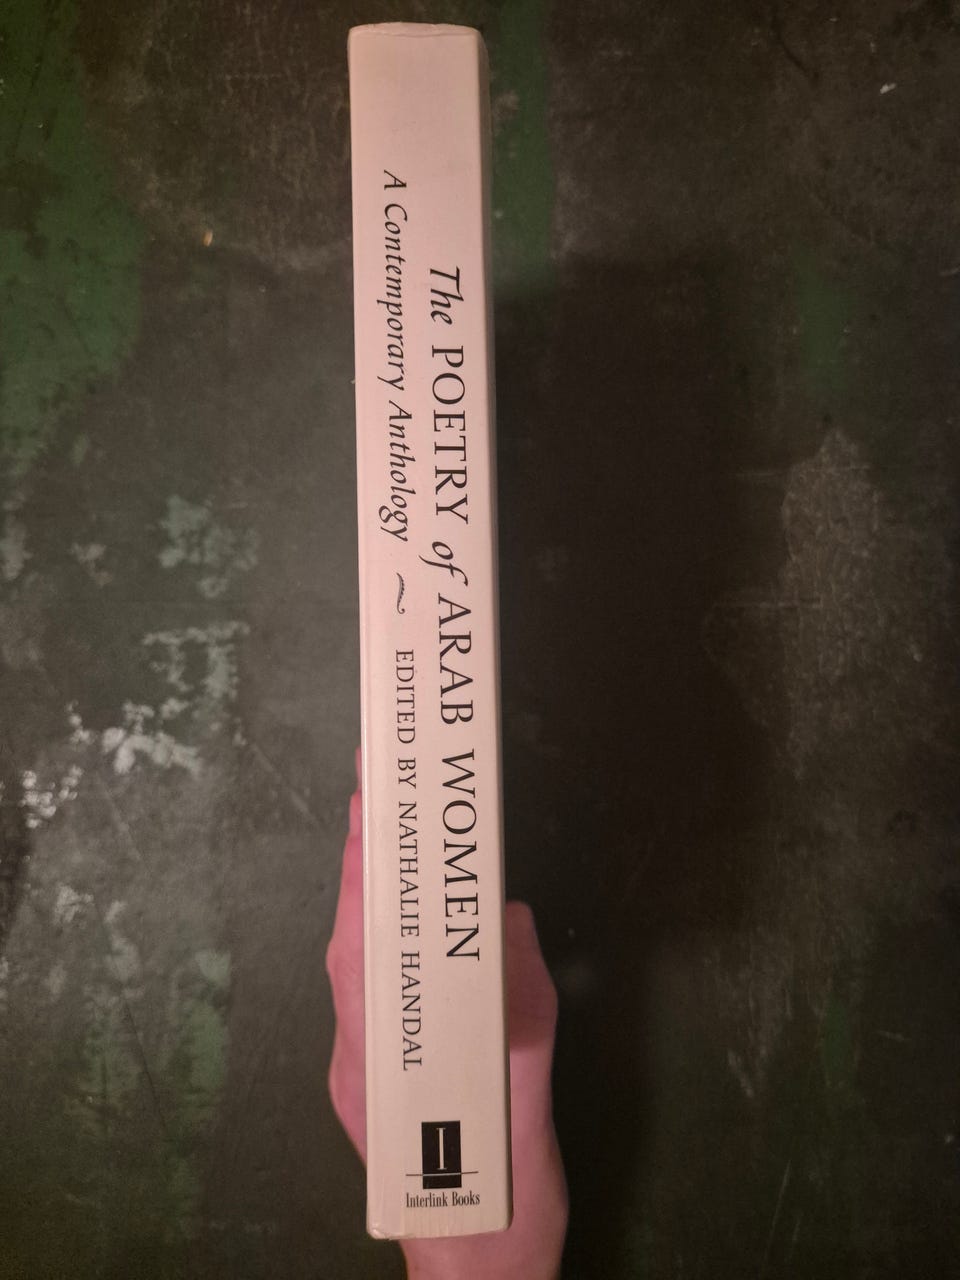 The POETRY of ARAB WOMEN
A Contemporary Anthology ~ EDITED BY NATHALIE HANDAL
I
Interlink Books